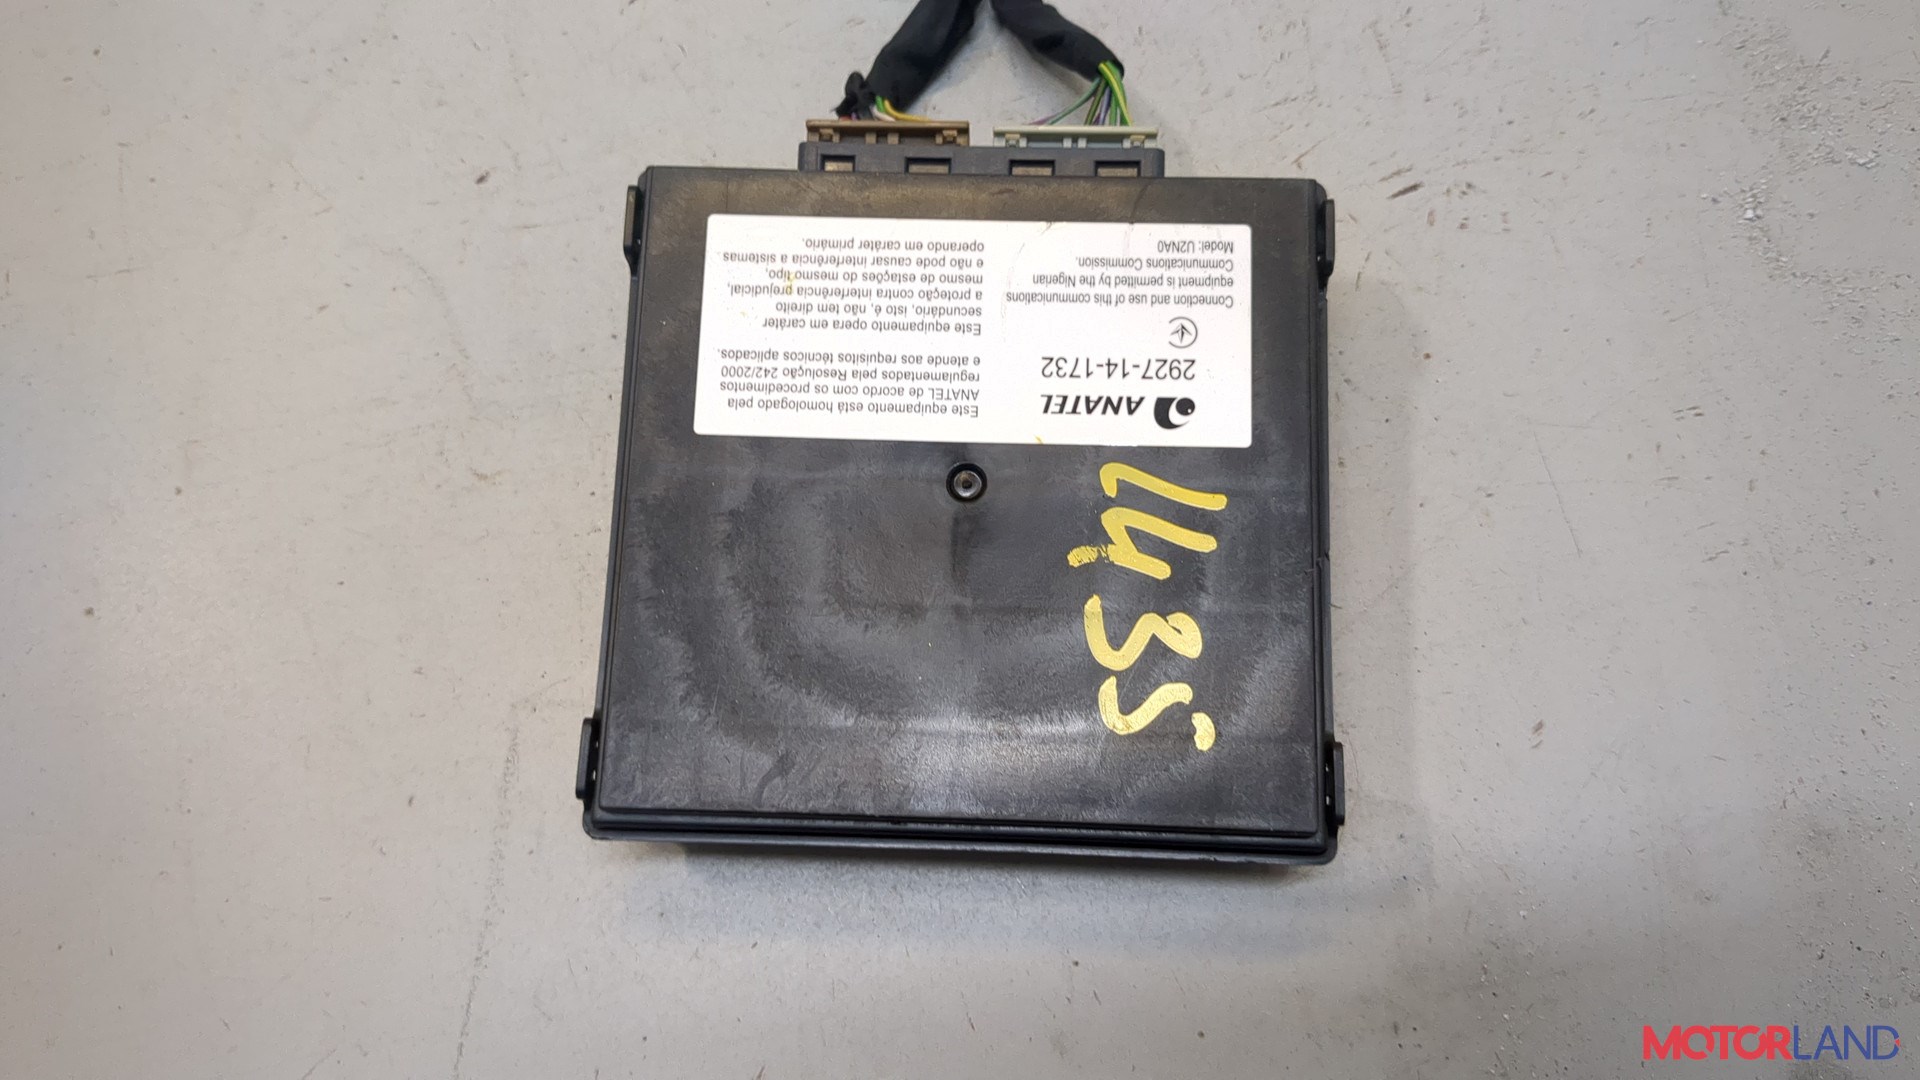 ANATEL
2927-14-1732
Connection and use of this communications
equipment is permitted by the Nigerian
Communications Commission.
Model: U2NA0
Este equipamento está homologado pela
ANATEL de acordo com os procedimentos
regulamentados pela Resolução 242/2000
e atende aos requisitos técnicos aplicados.
Este equipamento opera em caráter
secundário, isto é, não tem direito
a proteção contra interferência prejudicial,
mesmo de estações do mesmo tipo,
e não pode causar interferência a sistemas
operando em caráter primário.
MOTORLAND